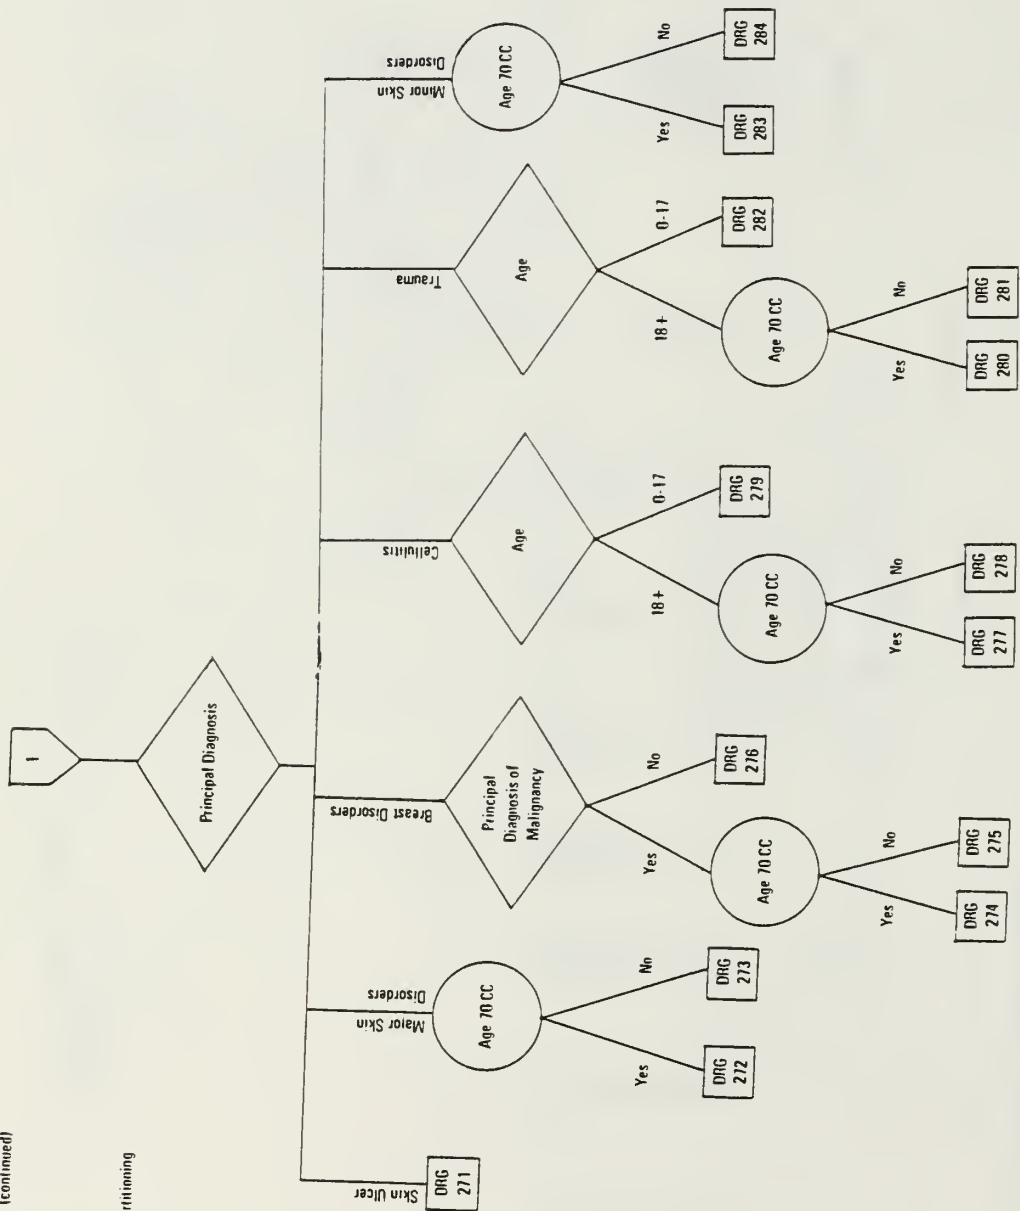 (continued)
rtitioning
1
Principal Diagnosis
Skin Ulcer
Major Skin
Disorders
Breast Disorders
Cellulitis
Trauma
Minor Skin
Disorders
DRG
271
Age 70 CC
Yes
No
DRG
272
DRG
273
Principal
Diagnosis of
Malignancy
Yes
No
Age 70 CC
DRG
276
Yes
No
DRG
274
DRG
275
Age
18+
0-17
Age 70 CC
DRG
279
Yes
No
DRG
277
DRG
278
Age
18+
0-17
Age 70 CC
DRG
282
Yes
No
DRG
280
DRG
281
Age 70 CC
Yes
No
DRG
283
DRG
284